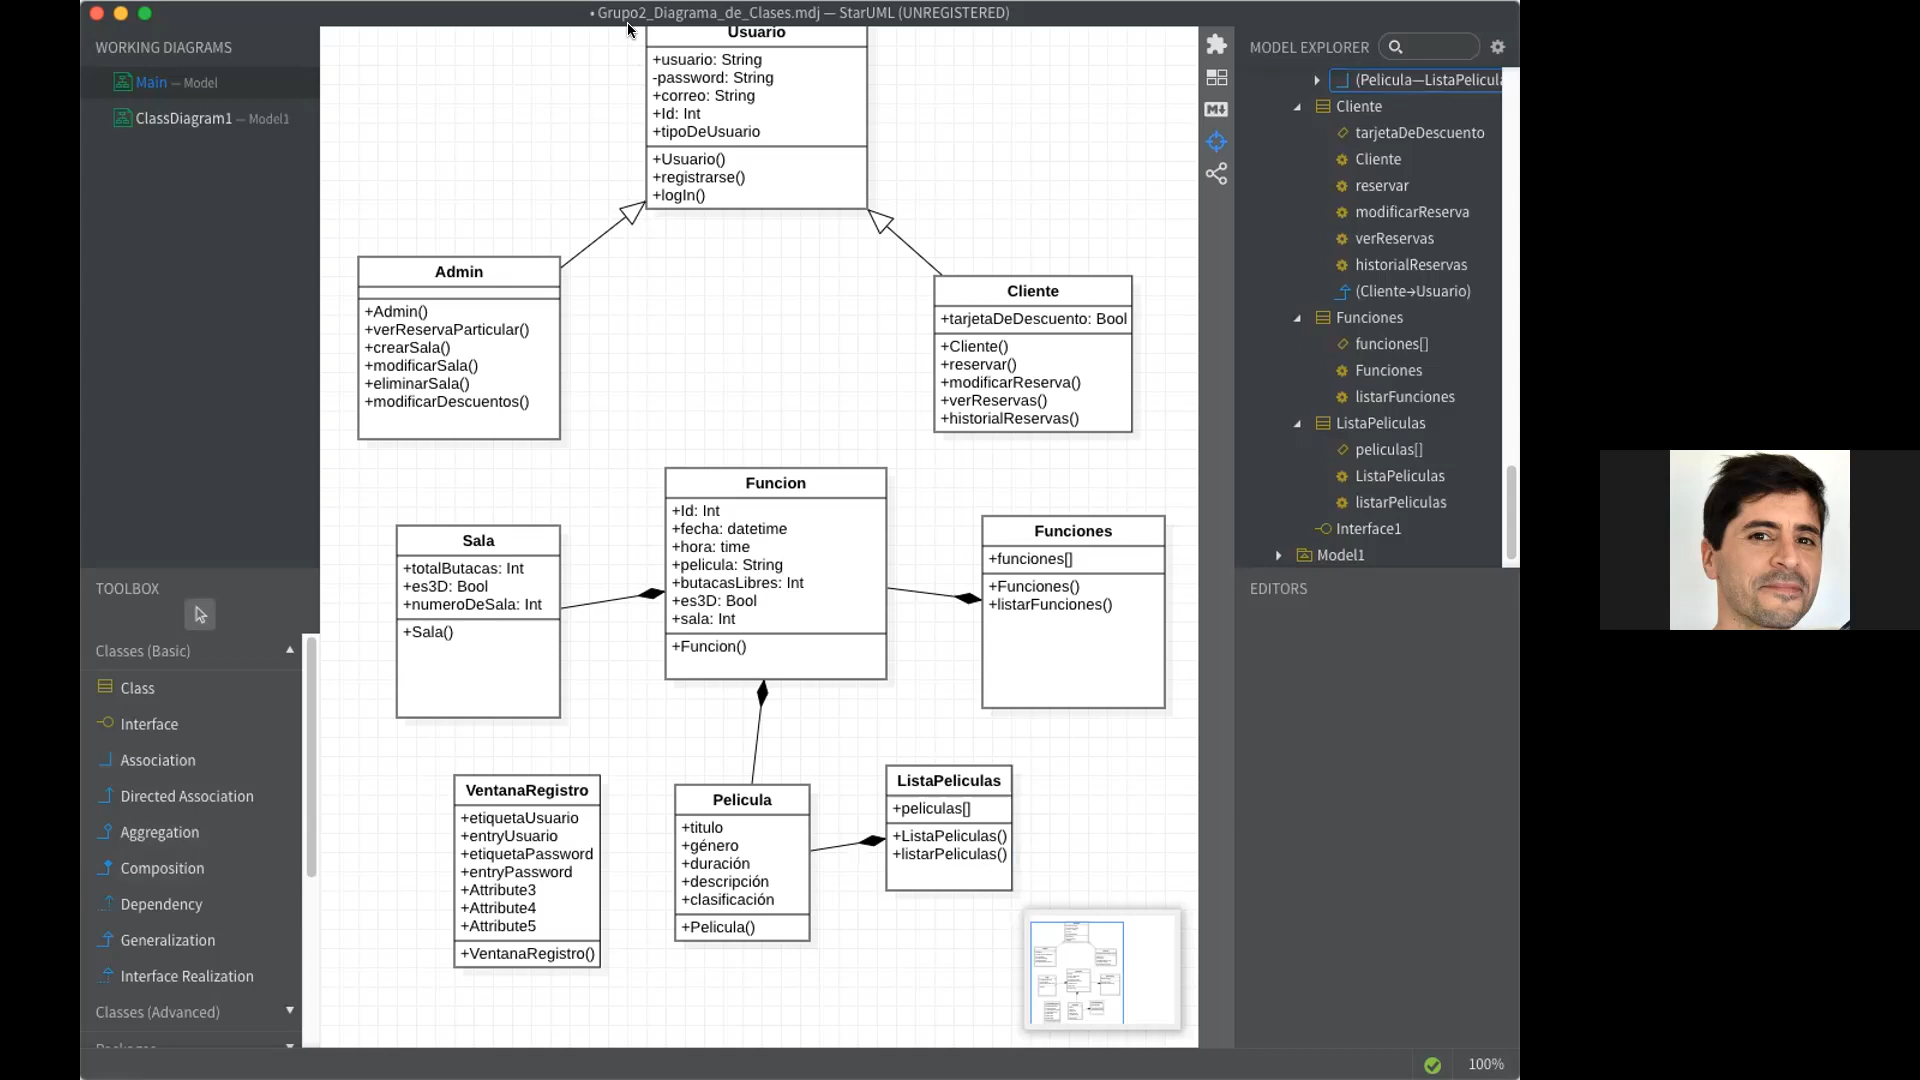 • Grupo2_Diagrama_de_Clases.mdj — StarUML (UNREGISTERED)
WORKING DIAGRAMS
Main — Model
ClassDiagram1 — Model1
TOOLBOX
Classes (Basic)
Class
Interface
Association
Directed Association
Aggregation
Composition
Dependency
Generalization
Interface Realization
Classes (Advanced)
Usuario
+usuario: String
-password: String
+correo: String
+Id: Int
+tipoDeUsuario
+Usuario()
+registrarse()
+logIn()
Admin
+Admin()
+verReservaParticular()
+crearSala()
+modificarSala()
+eliminarSala()
+modificarDescuentos()
Cliente
+tarjetaDeDescuento: Bool
+Cliente()
+reservar()
+modificarReserva()
+verReservas()
+historialReservas()
Sala
+totalButacas: Int
+es3D: Bool
+numeroDeSala: Int
+Sala()
Funcion
+Id: Int
+fecha: datetime
+hora: time
+pelicula: String
+butacasLibres: Int
+es3D: Bool
+sala: Int
+Funcion()
Funciones
+funciones[]
+Funciones()
+listarFunciones()
VentanaRegistro
+etiquetaUsuario
+entryUsuario
+etiquetaPassword
+entryPassword
+Attribute3
+Attribute4
+Attribute5
+VentanaRegistro()
Pelicula
+titulo
+género
+duración
+descripción
+clasificación
+Pelicula()
ListaPeliculas
+peliculas[]
+ListaPeliculas()
+listarPeliculas()
MODEL EXPLORER
(Pelicula—ListaPelicula
Cliente
tarjetaDeDescuento
Cliente
reservar
modificarReserva
verReservas
historialReservas
(Cliente→Usuario)
Funciones
funciones[]
Funciones
listarFunciones
ListaPeliculas
peliculas[]
ListaPeliculas
listarPeliculas
Interface1
Model1
EDITORS
100%